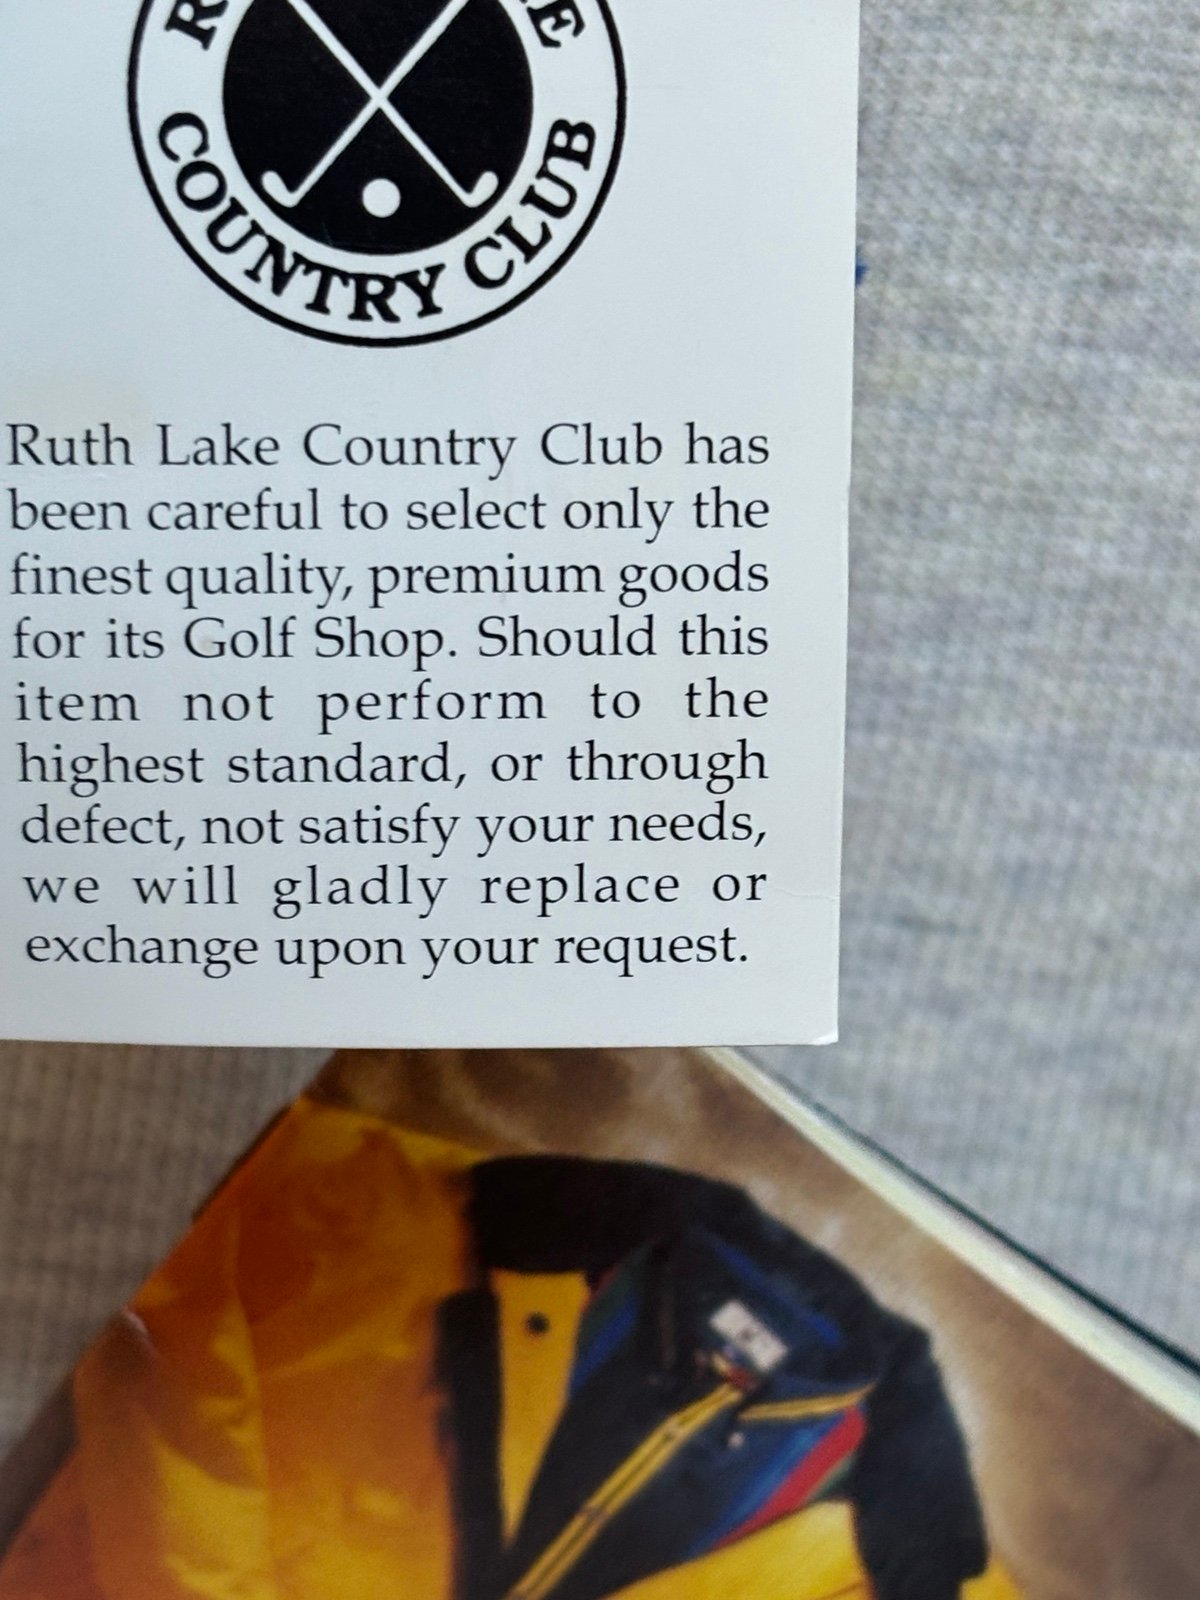 COUNTRY CLUB
Ruth Lake Country Club has
been careful to select only the
finest quality, premium goods
for its Golf Shop. Should this
item not perform to the
highest standard, or through
defect, not satisfy your needs,
we will gladly replace or
exchange upon your request.